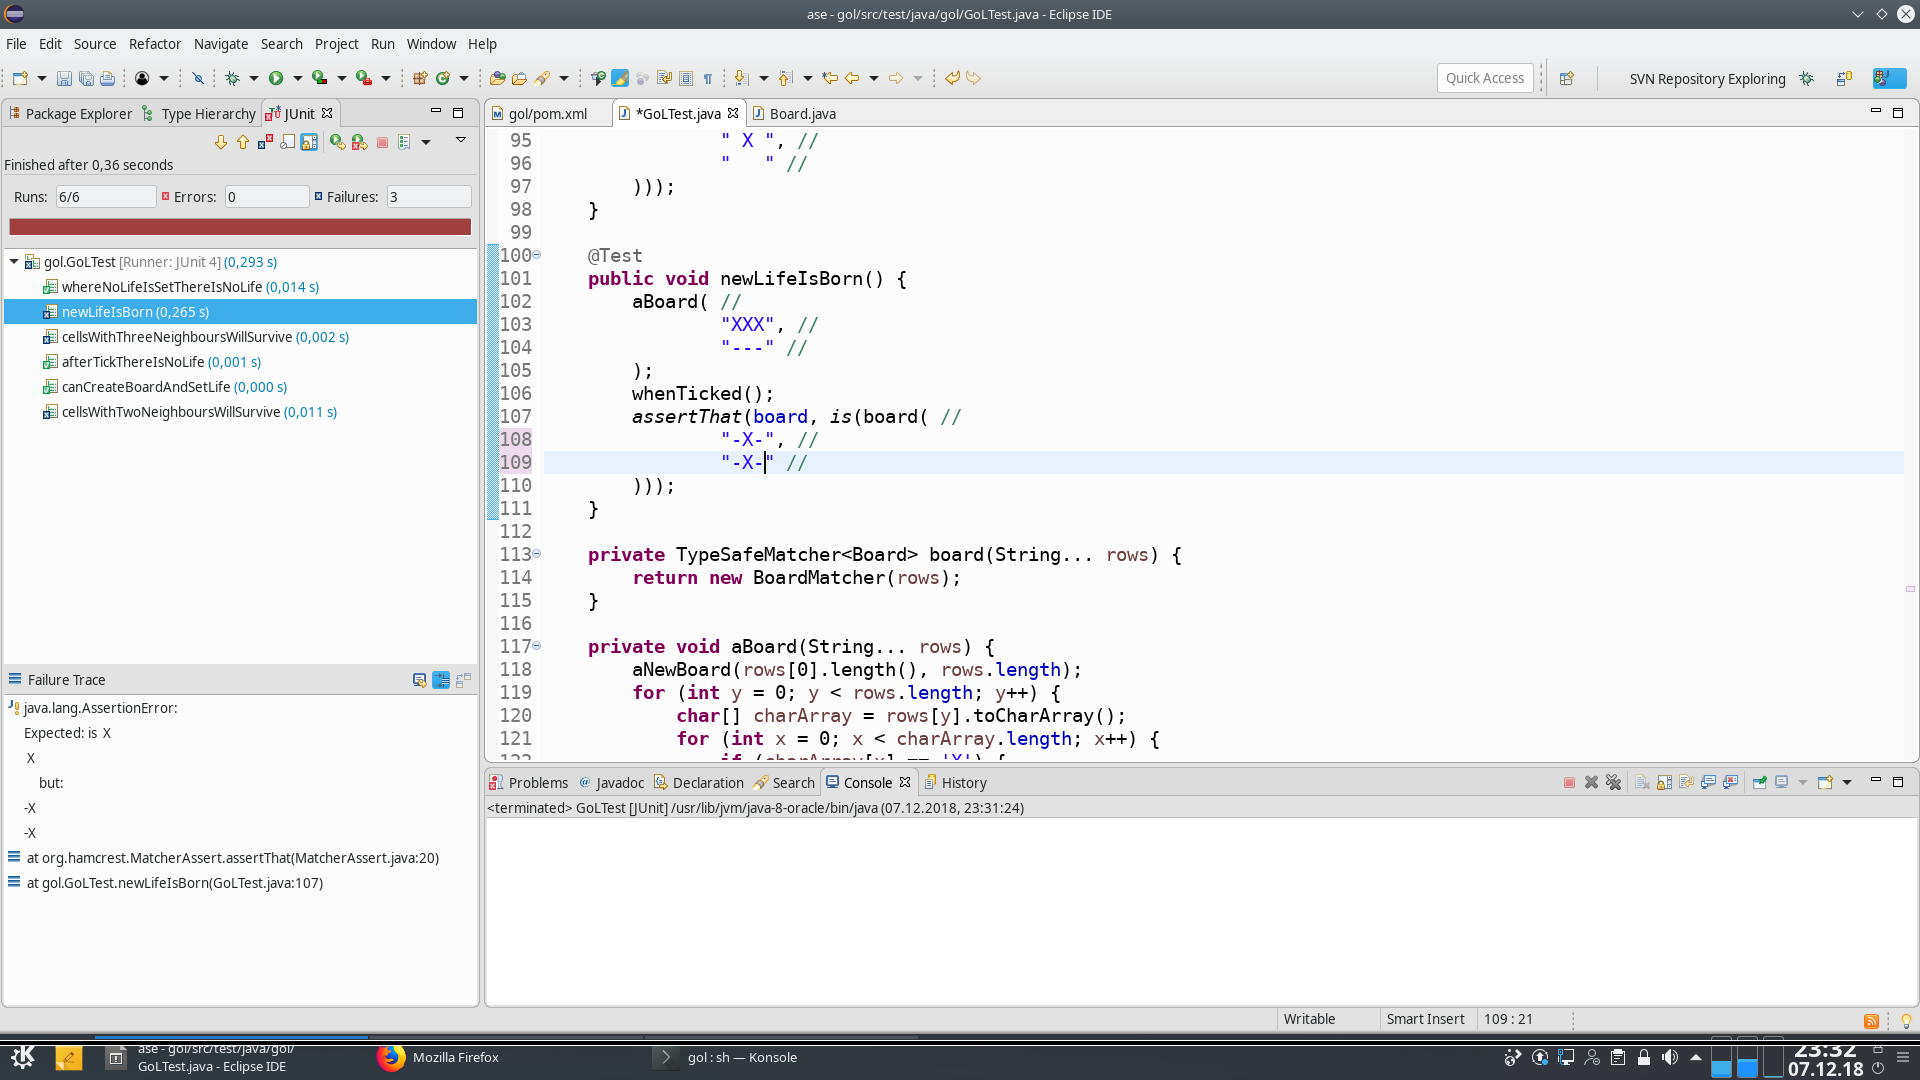 ase - gol/src/test/java/gol/GoLTest.java - Eclipse IDE
File Edit Source Refactor Navigate Search Project Run Window Help
Quick Access
SVN Repository Exploring
Package Explorer Type Hierarchy JUnit
Finished after 0,36 seconds
Runs: 6/6 Errors: 0 Failures: 3
gol.GoLTest [Runner: JUnit 4] (0,293 s)
whereNoLifeIsSetThereIsNoLife (0,014 s)
newLifeIsBorn (0,265 s)
cellsWithThreeNeighboursWillSurvive (0,002 s)
afterTickThereIsNoLife (0,001 s)
canCreateBoardAndSetLife (0,000 s)
cellsWithTwoNeighboursWillSurvive (0,011 s)
Failure Trace
java.lang.AssertionError:
Expected: is X
X
but:
-X
-X
at org.hamcrest.MatcherAssert.assertThat(MatcherAssert.java:20)
at gol.GoLTest.newLifeIsBorn(GoLTest.java:107)
gol/pom.xml *GoLTest.java Board.java
95 " X ", //
96 "   " //
97 )));
98 }
99
100 @Test
101 public void newLifeIsBorn() {
102 aBoard( //
103 "XXX", //
104 "---" //
105 );
106 whenTicked();
107 assertThat(board, is(board( //
108 "-X-", //
109 "-X-" //
110 )));
111 }
112
113 private TypeSafeMatcher<Board> board(String... rows) {
114 return new BoardMatcher(rows);
115 }
116
117 private void aBoard(String... rows) {
118 aNewBoard(rows[0].length(), rows.length);
119 for (int y = 0; y < rows.length; y++) {
120 char[] charArray = rows[y].toCharArray();
121 for (int x = 0; x < charArray.length; x++) {
if (charArray[x] == 'X') {
Problems Javadoc Declaration Search Console History
<terminated> GoLTest [JUnit] /usr/lib/jvm/java-8-oracle/bin/java (07.12.2018, 23:31:24)
Writable Smart Insert 109 : 21
ase - gol/src/test/java/gol/
GoLTest.java - Eclipse IDE
Mozilla Firefox
gol : sh — Konsole
23:32
07.12.18